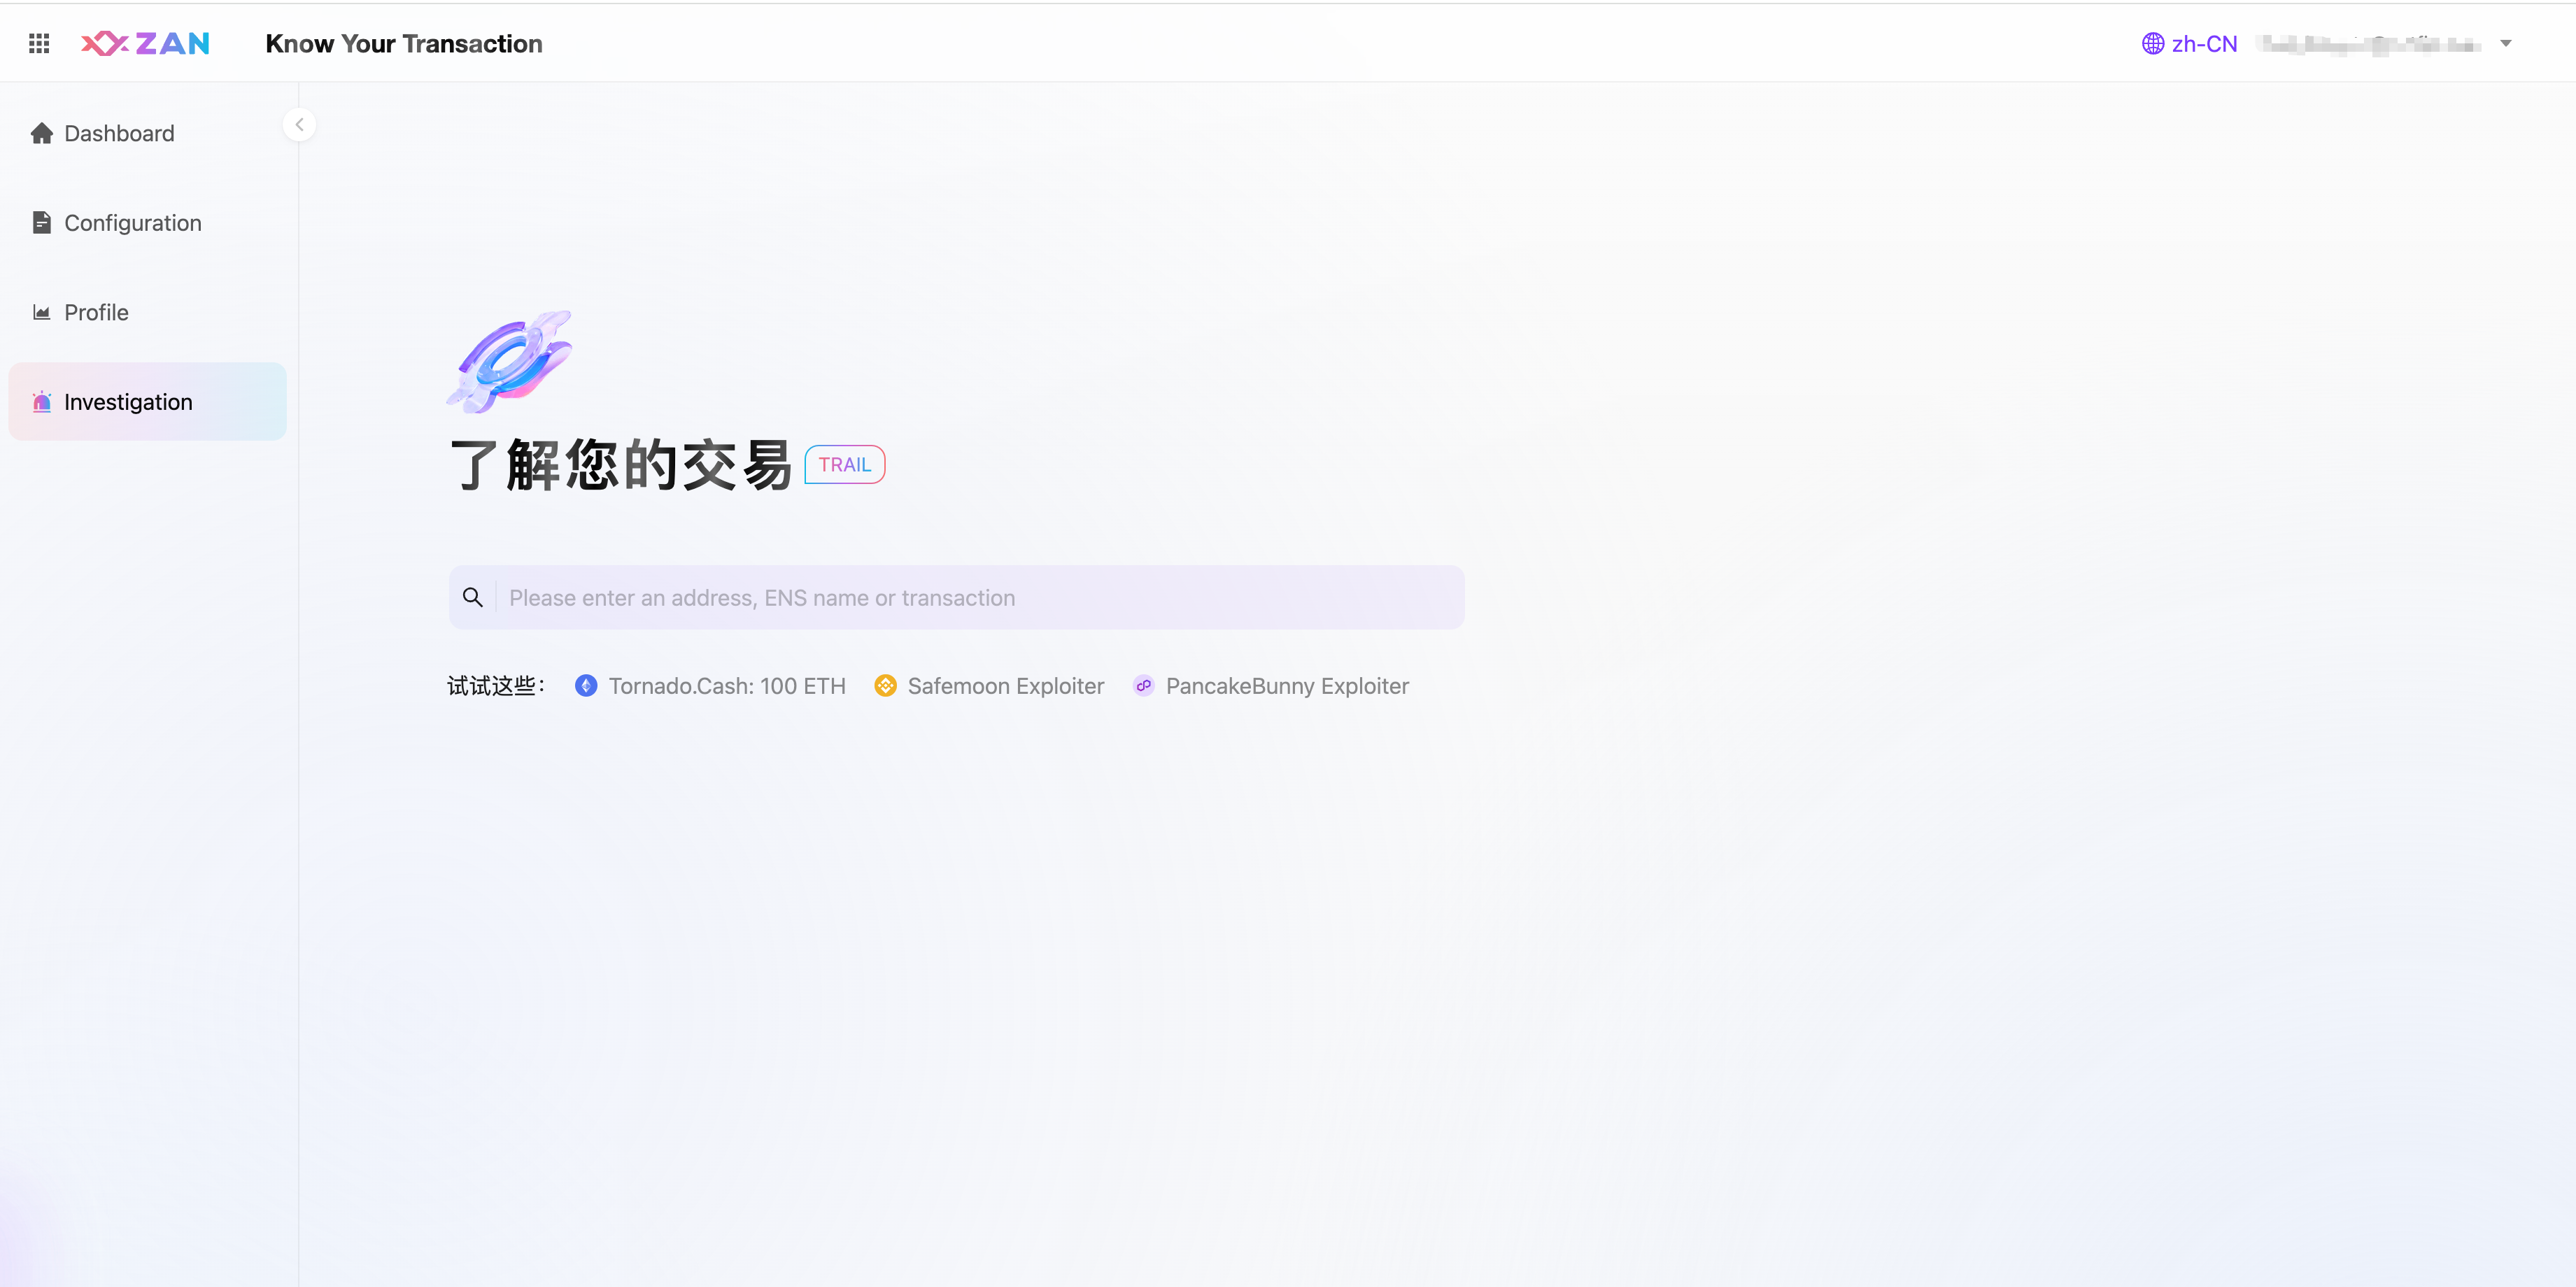 ZAN
Know Your Transaction
zh-CN
Dashboard
Configuration
Profile
Investigation
了解您的交易 TRAIL
Please enter an address, ENS name or transaction
试试这些： Tornado.Cash: 100 ETH Safemoon Exploiter PancakeBunny Exploiter